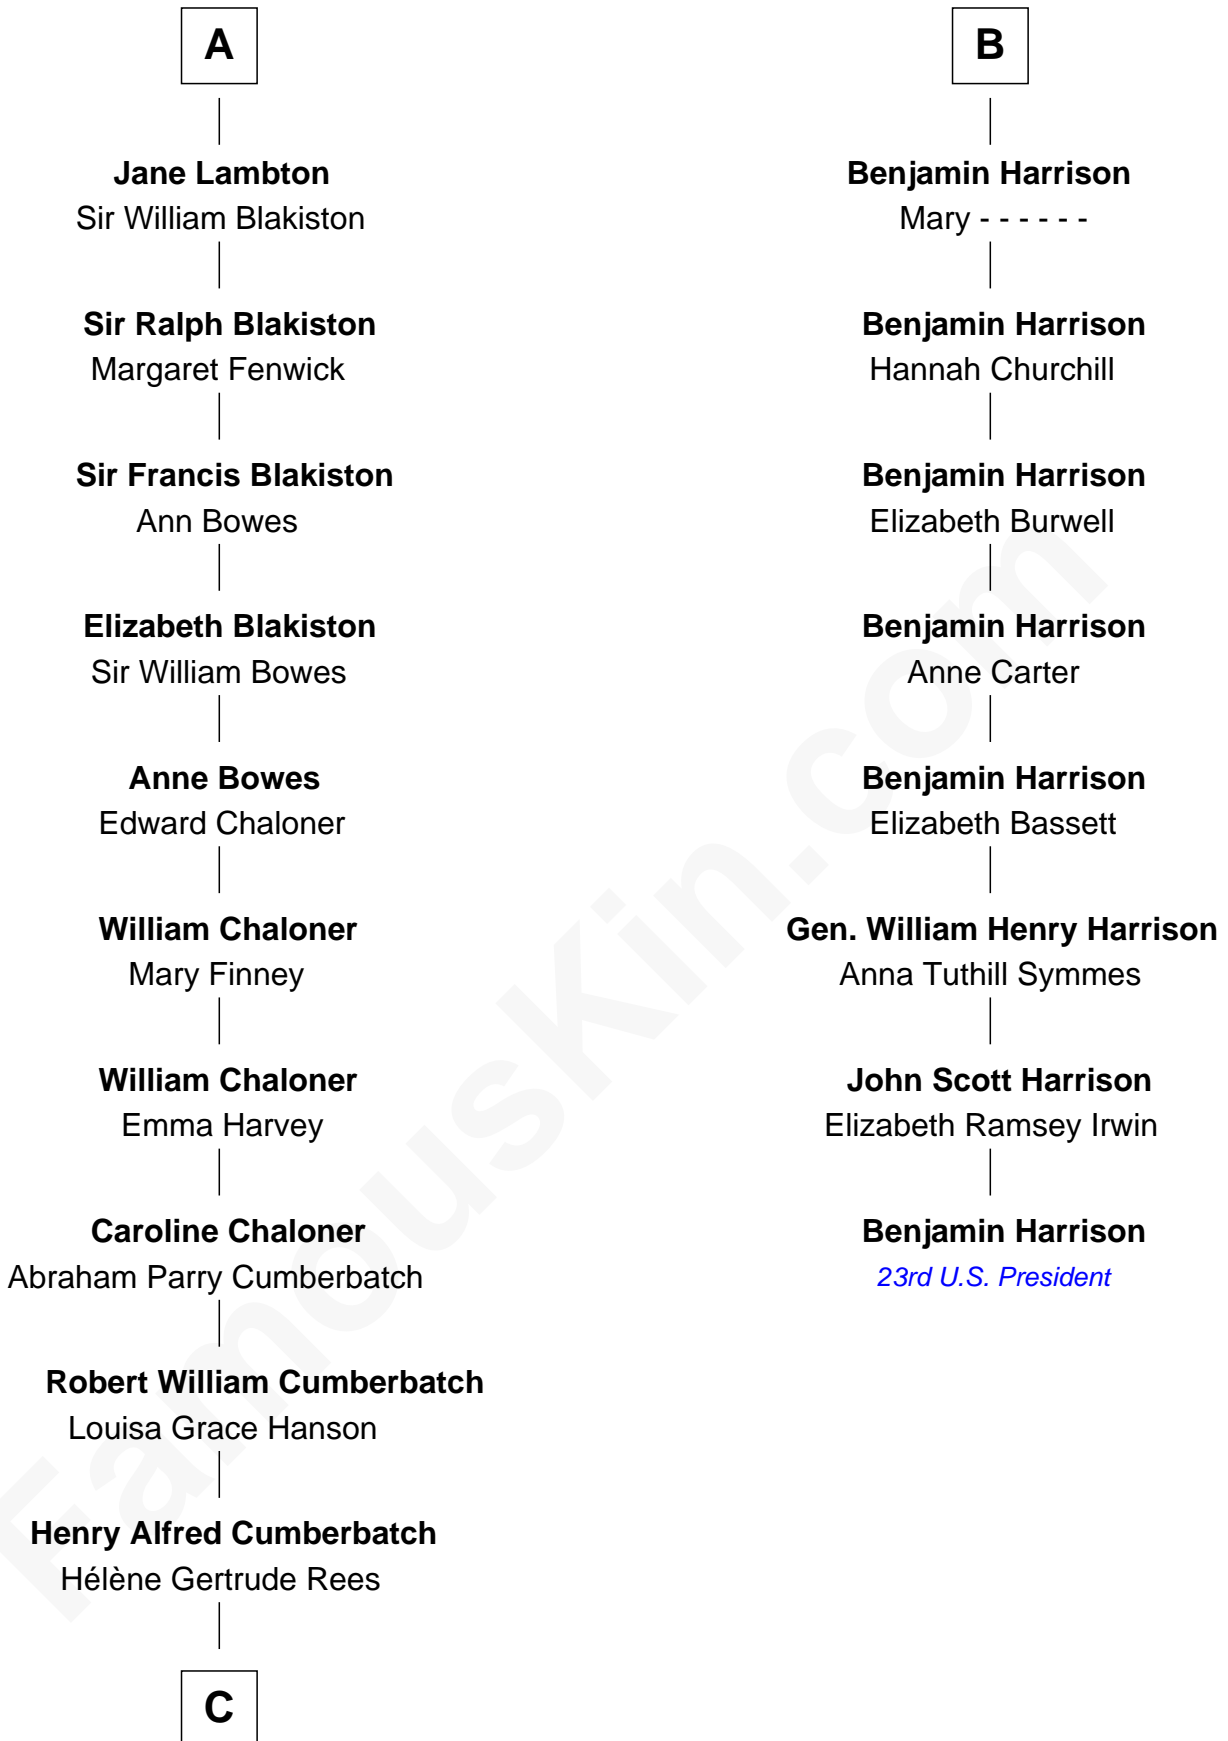 A
Jane Lambton
Sir William Blakiston
Sir Ralph Blakiston
Margaret Fenwick
Sir Francis Blakiston
Ann Bowes
Elizabeth Blakiston
Sir William Bowes
Anne Bowes
Edward Chaloner
William Chaloner
Mary Finney
William Chaloner
Emma Harvey
Caroline Chaloner
Abraham Parry Cumberbatch
Robert William Cumberbatch
Louisa Grace Hanson
Henry Alfred Cumberbatch
Hélène Gertrude Rees
C
B
Benjamin Harrison
Mary - - - - - -
Benjamin Harrison
Hannah Churchill
Benjamin Harrison
Elizabeth Burwell
Benjamin Harrison
Anne Carter
Benjamin Harrison
Elizabeth Bassett
Gen. William Henry Harrison
Anna Tuthill Symmes
John Scott Harrison
Elizabeth Ramsey Irwin
Benjamin Harrison
23rd U.S. President
FamousKin.com